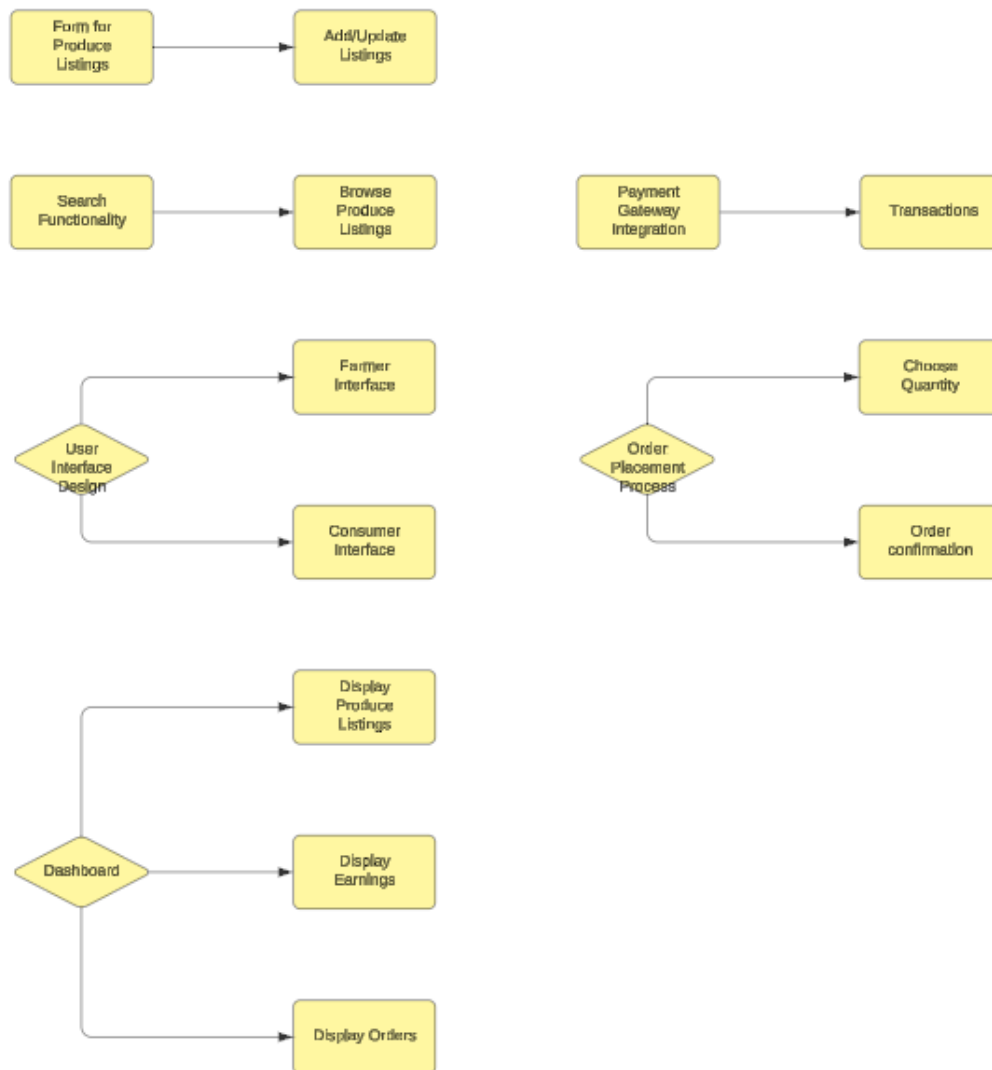 Form for
Produce
Listings
Add/Update
Listings
Search
Functionality
Browse
Produce
Listings
Payment
Gateway
Integration
Transactions
Farmer
Interface
User
Interface
Design
Consumer
Interface
Choose
Quantity
Order
Placement
Process
Order
confirmation
Display
Produce
Listings
Dashboard
Display
Earnings
Display Orders